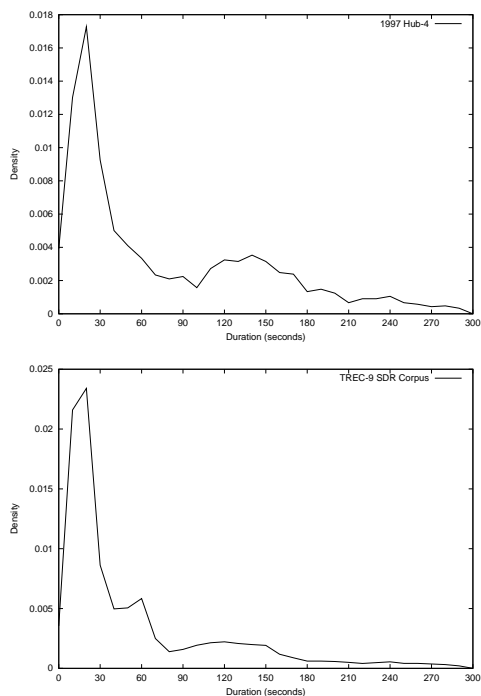 0.018
1997 Hub-4
0.016
0.014
0.012
0.01
0.008
0.006
0.004
0.002
0
Density
0 30 60 90 120 150 180 210 240 270 300
Duration (seconds)
0.025
TREC-9 SDR Corpus
0.02
0.015
0.01
0.005
0
Density
0 30 60 90 120 150 180 210 240 270 300
Duration (seconds)